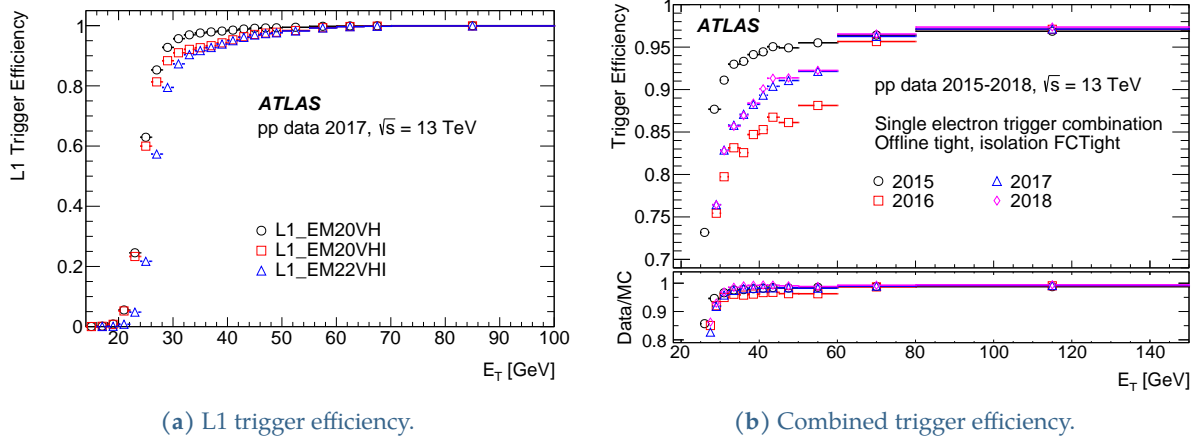 L1 Trigger Efficiency
1
0.8
0.6
0.4
0.2
0
ATLAS
pp data 2017, √s = 13 TeV
L1_EM20VH
L1_EM20VHI
L1_EM22VHI
20 30 40 50 60 70 80 90 100
E_T [GeV]
(a) L1 trigger efficiency.
Trigger Efficiency
1
0.95
0.9
0.85
0.8
0.75
0.7
ATLAS
pp data 2015-2018, √s = 13 TeV
Single electron trigger combination
Offline tight, isolation FCTight
2015 2017
2016 2018
Data/MC
1
0.9
0.8
20 40 60 80 100 120 140
E_T [GeV]
(b) Combined trigger efficiency.